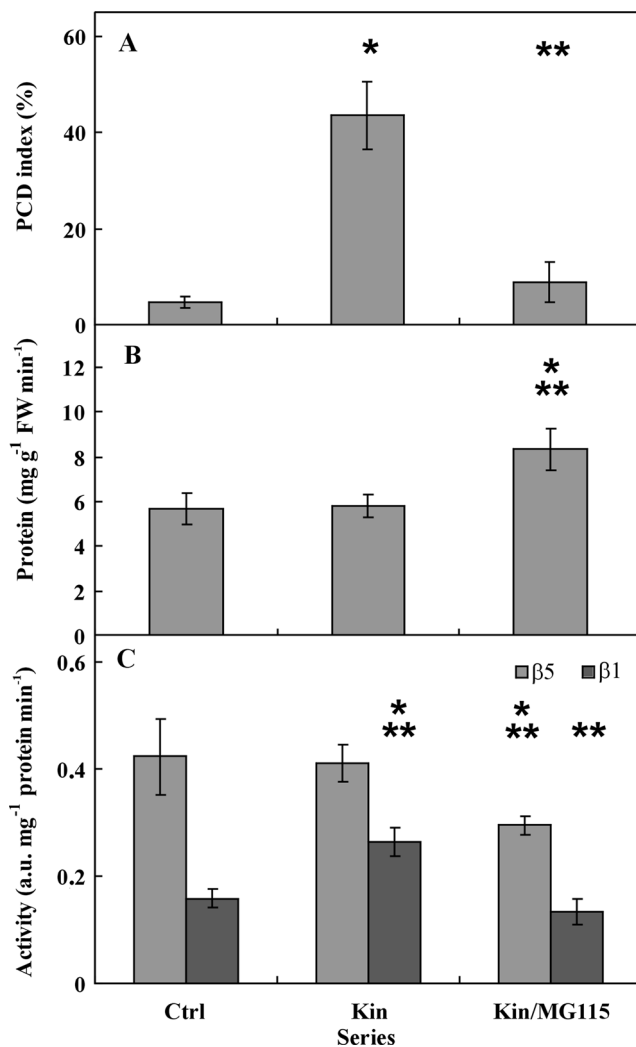 A
PCD index (%)
60
40
20
0
*
**
B
Protein (mg g⁻¹ FW min⁻¹)
12
10
8
6
4
2
0
*
**
C
Activity (a.u. mg⁻¹ protein min⁻¹)
0.6
0.4
0.2
0
β5 β1
*
**
*
**
**
Ctrl Kin Kin/MG115
Series